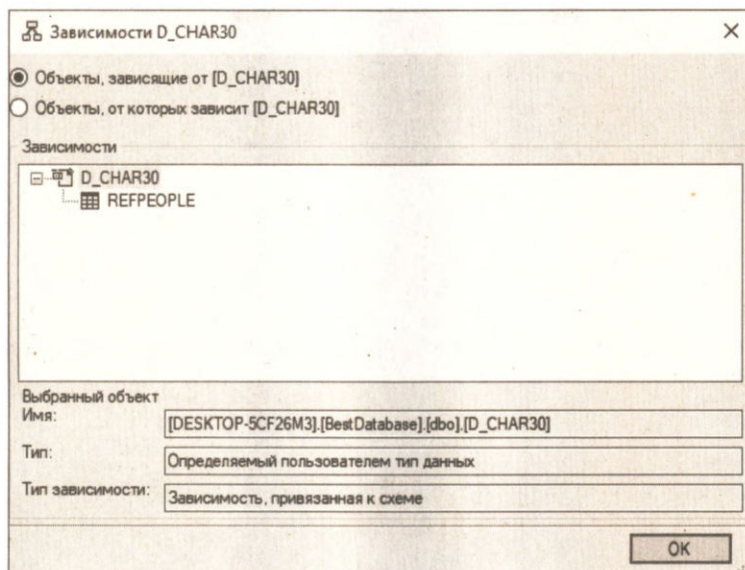 Зависимости D_CHAR30
Объекты, зависящие от [D_CHAR30]
Объекты, от которых зависит [D_CHAR30]
Зависимости
D_CHAR30
REFPEOPLE
Выбранный объект
Имя: [DESKTOP-5CF26M3].[BestDatabase].[dbo].[D_CHAR30]
Тип: Определяемый пользователем тип данных
Тип зависимости: Зависимость, привязанная к схеме
OK